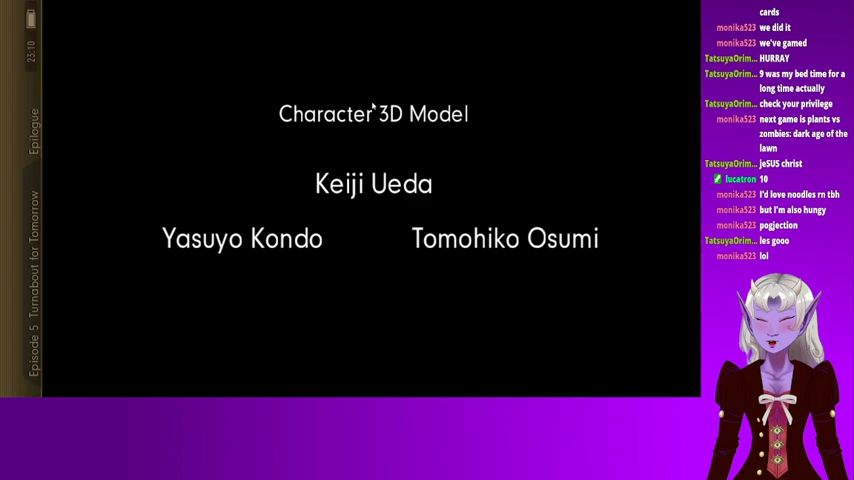 23:10
Epilogue
Episode 5 Turnabout for Tomorrow
Character 3D Model
Keiji Ueda
Yasuyo Kondo Tomohiko Osumi
cards
monika523 we did it
monika523 we've gamed
TatsuyaOrim... HURRAY
TatsuyaOrim... 9 was my bed time for a
long time actually
TatsuyaOrim... check your privilege
monika523 next game is plants vs
zombies: dark age of the
lawn
TatsuyaOrim... jeSUS christ
lucatron 10
monika523 I'd love noodles rn tbh
monika523 but I'm also hungy
monika523 pogjection
TatsuyaOrim... les gooo
monika523 lol